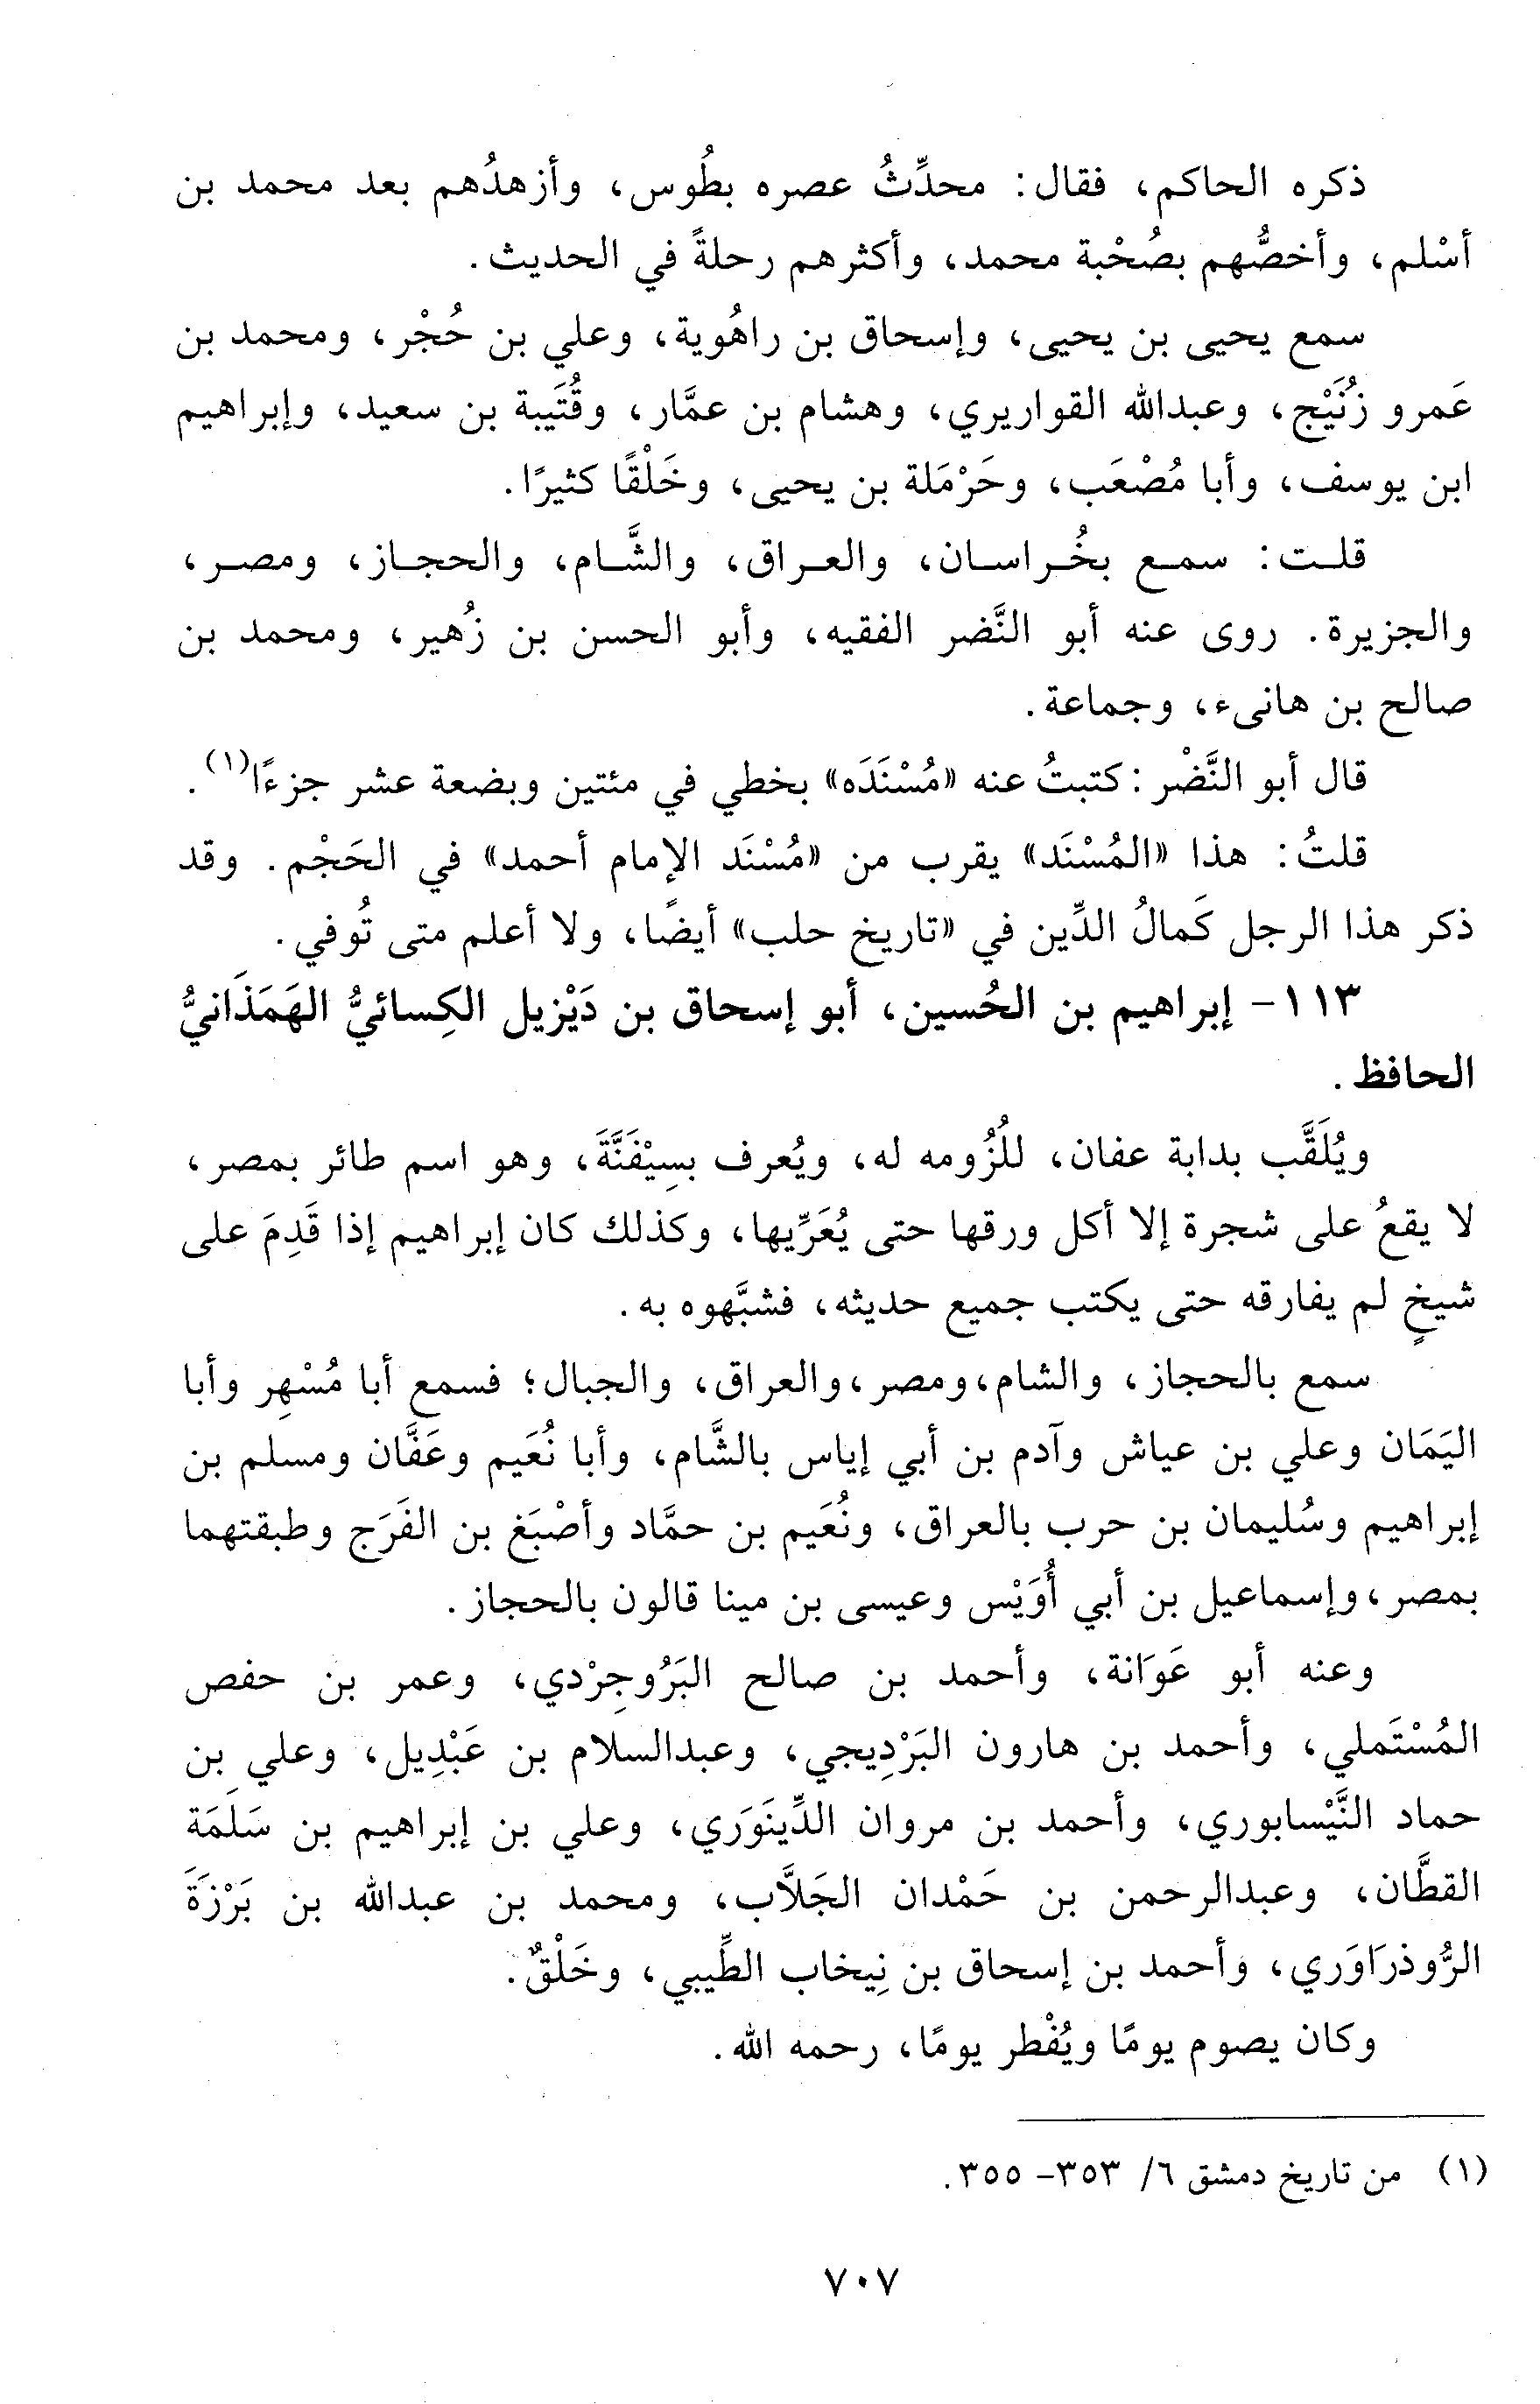 ذكره الحاكم، فقال: محدِّثُ عصره بطُوس، وأزهدُهم بعد محمد بن
أسْلم، وأخصُّهم بصُحْبة محمد، وأكثرهم رحلةً في الحديث.
سمع يحيى بن يحيى، وإسحاق بن راهُوية، وعلي بن حُجْر، ومحمد بن
عَمرو زُنَيْج، وعبدالله القواريري، وهشام بن عمَّار، وقُتَيبة بن سعيد، وإبراهيم
ابن يوسف، وأبا مُصْعَب، وحَرْمَلة بن يحيى، وخَلْقًا كثيرًا.
قلت: سمع بخُراسان، والعراق، والشَّام، والحجاز، ومصر،
والجزيرة. روى عنه أبو النَّضر الفقيه، وأبو الحسن بن زُهير، ومحمد بن
صالح بن هانىء، وجماعة.
قال أبو النَّضْر: كتبتُ عنه «مُسْنَدَه» بخطي في مئتين وبضعة عشر جزءًا(١).
قلتُ: هذا «المُسْنَد» يقرب من «مُسْنَد الإمام أحمد» في الحَجْم. وقد
ذكر هذا الرجل كَمالُ الدِّين في «تاريخ حلب» أيضًا، ولا أعلم متى تُوفي.
١١٣- إبراهيم بن الحُسين، أبو إسحاق بن دَيْزيل الكِسائيُّ الهَمَذَانيُّ
الحافظ.
ويُلَقَّب بدابة عفان، للُزُومه له، ويُعرف بسِيْفَنَّةَ، وهو اسم طائر بمصر،
لا يقعُ على شجرة إلا أكل ورقها حتى يُعَرِّيها، وكذلك كان إبراهيم إذا قَدِمَ على
شيخٍ لم يفارقه حتى يكتب جميع حديثه، فشبَّهوه به.
سمع بالحجاز، والشام، ومصر، والعراق، والجبال؛ فسمع أبا مُسْهِر وأبا
اليَمَان وعلي بن عياش وآدم بن أبي إياس بالشَّام، وأبا نُعَيم وعَفَّان ومسلم بن
إبراهيم وسُليمان بن حرب بالعراق، ونُعَيم بن حمَّاد وأصْبَغ بن الفَرَج وطبقتهما
بمصر، وإسماعيل بن أبي أُوَيْس وعيسى بن مينا قالون بالحجاز.
وعنه أبو عَوَانة، وأحمد بن صالح البَرُوجِرْدي، وعمر بن حفص
المُسْتَملي، وأحمد بن هارون البَرْدِيجي، وعبدالسلام بن عَبْدِيل، وعلي بن
حماد النَّيْسابوري، وأحمد بن مروان الدِّينَوَري، وعلي بن إبراهيم بن سَلَمَة
القطَّان، وعبدالرحمن بن حَمْدان الجَلاَّب، ومحمد بن عبدالله بن بَرْزَةَ
الرُّوذرَاوَري، وأحمد بن إسحاق بن نِيخاب الطِّيبي، وخَلْقٌ.
وكان يصوم يومًا ويُفْطر يومًا، رحمه الله.
(١) من تاريخ دمشق ٦/ ٣٥٣- ٣٥٥.
٧٠٧